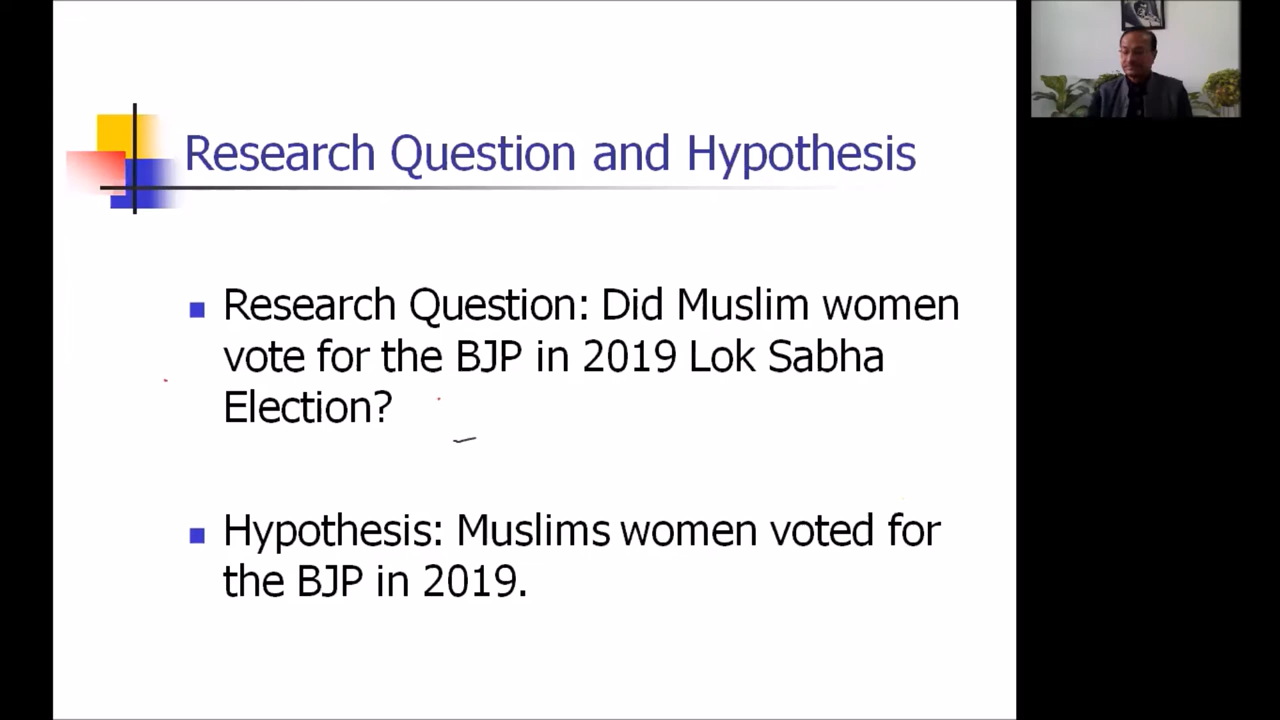 Research Question and Hypothesis
Research Question: Did Muslim women
vote for the BJP in 2019 Lok Sabha
Election?
Hypothesis: Muslims women voted for
the BJP in 2019.